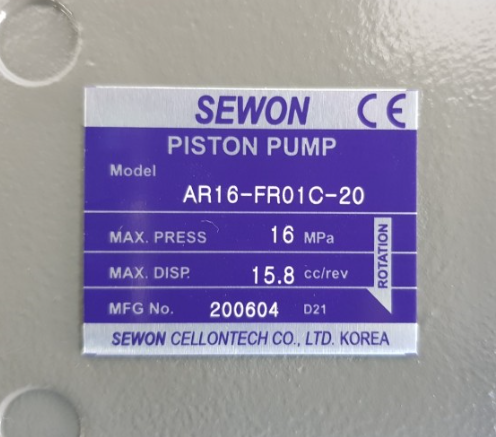 SEWON CE
PISTON PUMP
Model
AR16-FR01C-20
MAX. PRESS 16 MPa
MAX. DISP. 15.8 cc/rev
ROTATION
MFG No. 200604 D21
SEWON CELLONTECH CO., LTD. KOREA